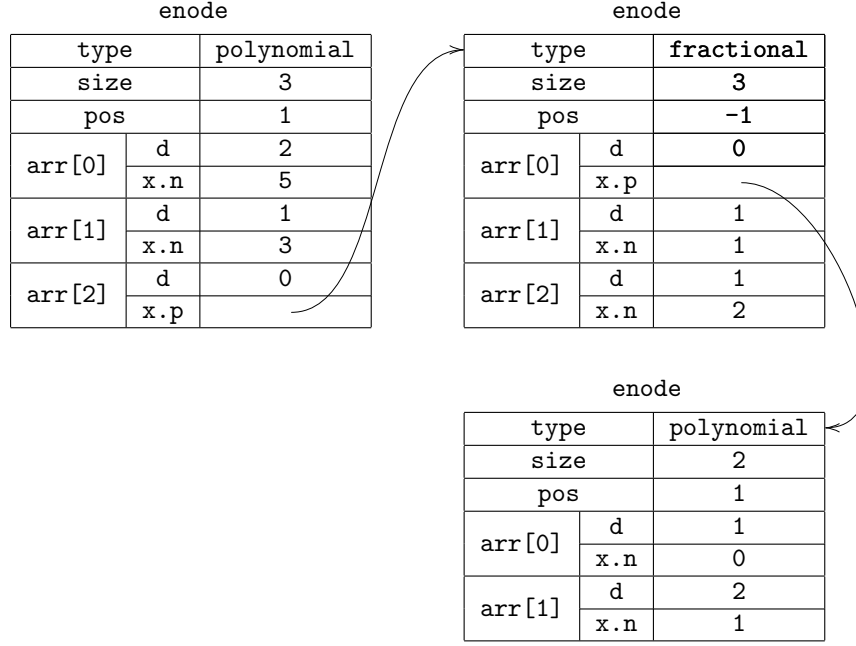 enode
type polynomial
size 3
pos 1
arr[0] d 2
x.n 5
arr[1] d 1
x.n 3
arr[2] d 0
x.p
enode
type fractional
size 3
pos -1
arr[0] d 0
x.p
arr[1] d 1
x.n 1
arr[2] d 1
x.n 2
enode
type polynomial
size 2
pos 1
arr[0] d 1
x.n 0
arr[1] d 2
x.n 1